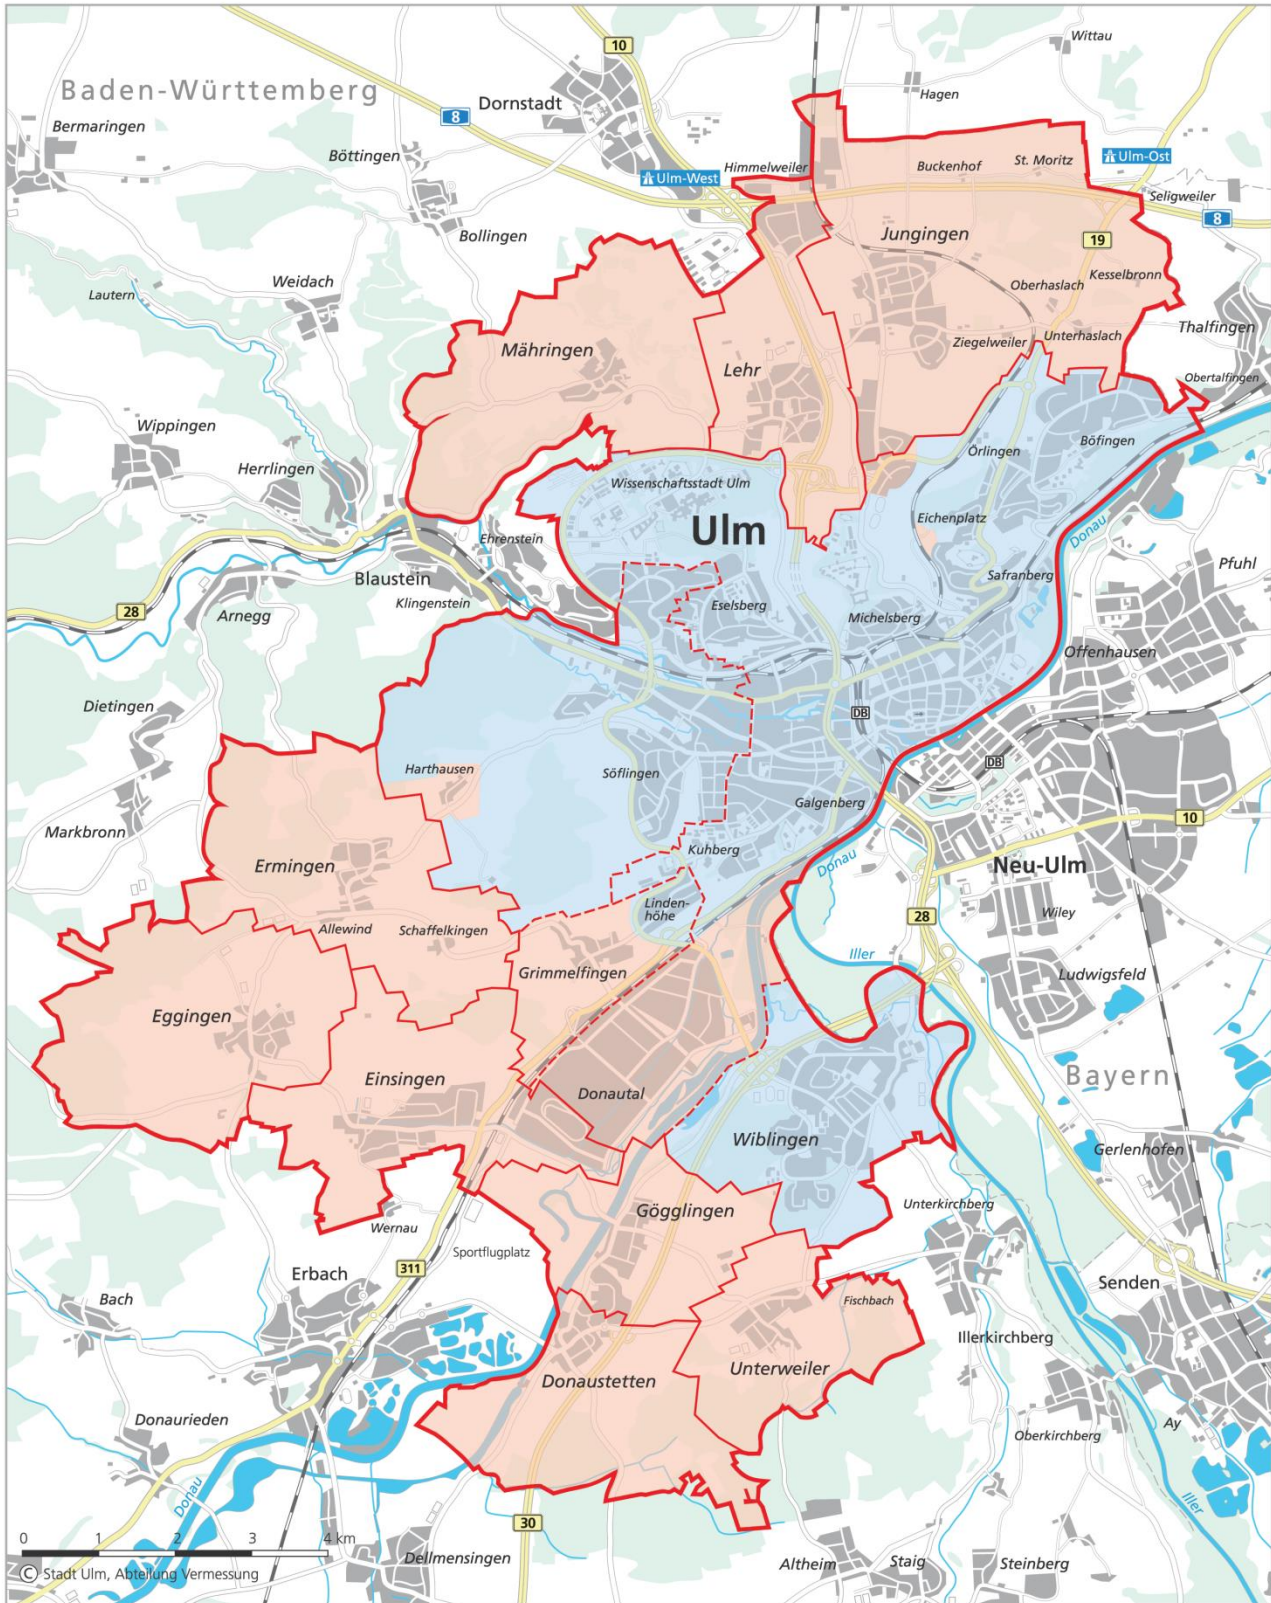 10
Wittau
Baden-Württemberg
Hagen
Dornstadt
8
Bermaringen
Böttingen
Himmelweiler
Buckenhof
St. Moritz
Ulm-Ost
Ulm-West
Seligweiler
8
Bollingen
Jungingen
19
Weidach
Kesselbronn
Oberhaslach
Lautern
Thalfingen
Mähringen
Ziegelweiler
Unterhaslach
Lehr
Obertalfingen
Wippingen
Böfingen
Örlingen
Herrlingen
Wissenschaftsstadt Ulm
Ulm
Eichenplatz
Donau
Ehrenstein
Pfuhl
Blaustein
Safranberg
Klingenstein
Eselsberg
28
Arnegg
Michelsberg
Offenhausen
Dietingen
DB
Harthausen
Söflingen
DB
Galgenberg
Markbronn
10
Kuhberg
Donau
Neu-Ulm
Ermingen
Linden-
höhe
Wiley
28
Allewind
Schaffelkingen
Iller
Grimmelfingen
Ludwigsfeld
Eggingen
Einsingen
Bayern
Donautal
Wiblingen
Gerlenhofen
Unterkirchberg
Gögglingen
Wernau
Sportflugplatz
311
Erbach
Senden
Bach
Fischbach
Illerkirchberg
Unterweiler
Donaustetten
Donaurieden
Ay
Oberkirchberg
Donau
Iller
30
0 1 2 3 4 km
Dellmensingen
Altheim
Staig
Steinberg
© Stadt Ulm, Abteilung Vermessung